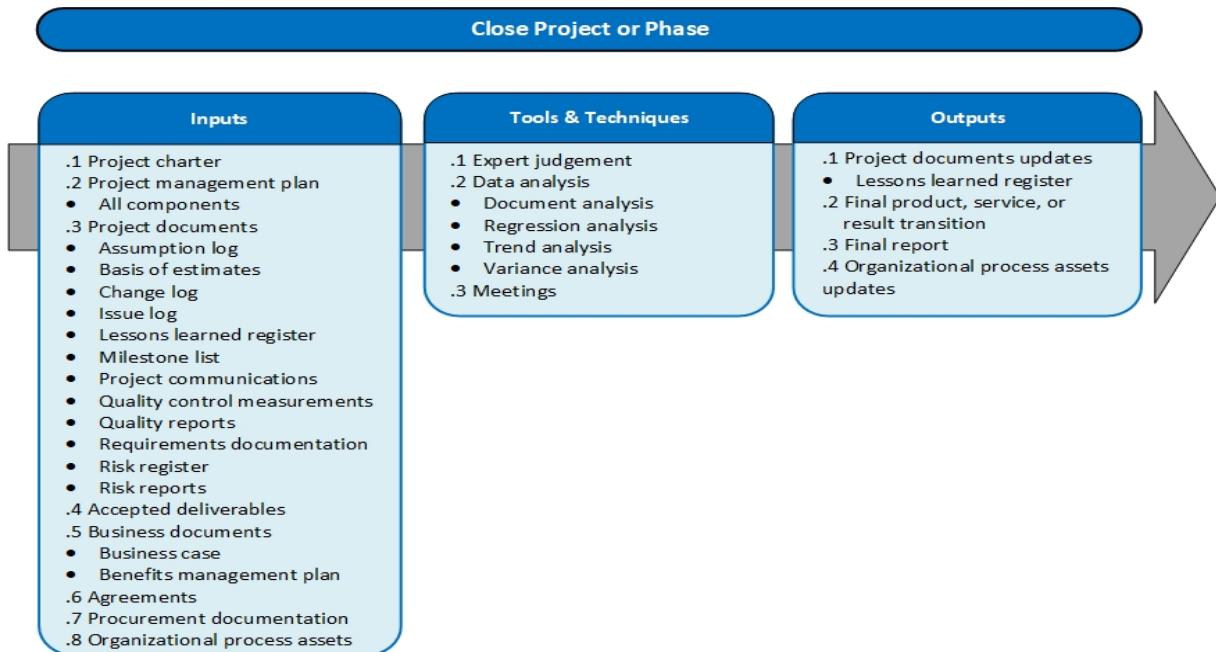 Close Project or Phase
Inputs
.1 Project charter
.2 Project management plan
• All components
.3 Project documents
• Assumption log
• Basis of estimates
• Change log
• Issue log
• Lessons learned register
• Milestone list
• Project communications
• Quality control measurements
• Quality reports
• Requirements documentation
• Risk register
• Risk reports
.4 Accepted deliverables
.5 Business documents
• Business case
• Benefits management plan
.6 Agreements
.7 Procurement documentation
.8 Organizational process assets
Tools & Techniques
.1 Expert judgement
.2 Data analysis
• Document analysis
• Regression analysis
• Trend analysis
• Variance analysis
.3 Meetings
Outputs
.1 Project documents updates
• Lessons learned register
.2 Final product, service, or
result transition
.3 Final report
.4 Organizational process assets
updates